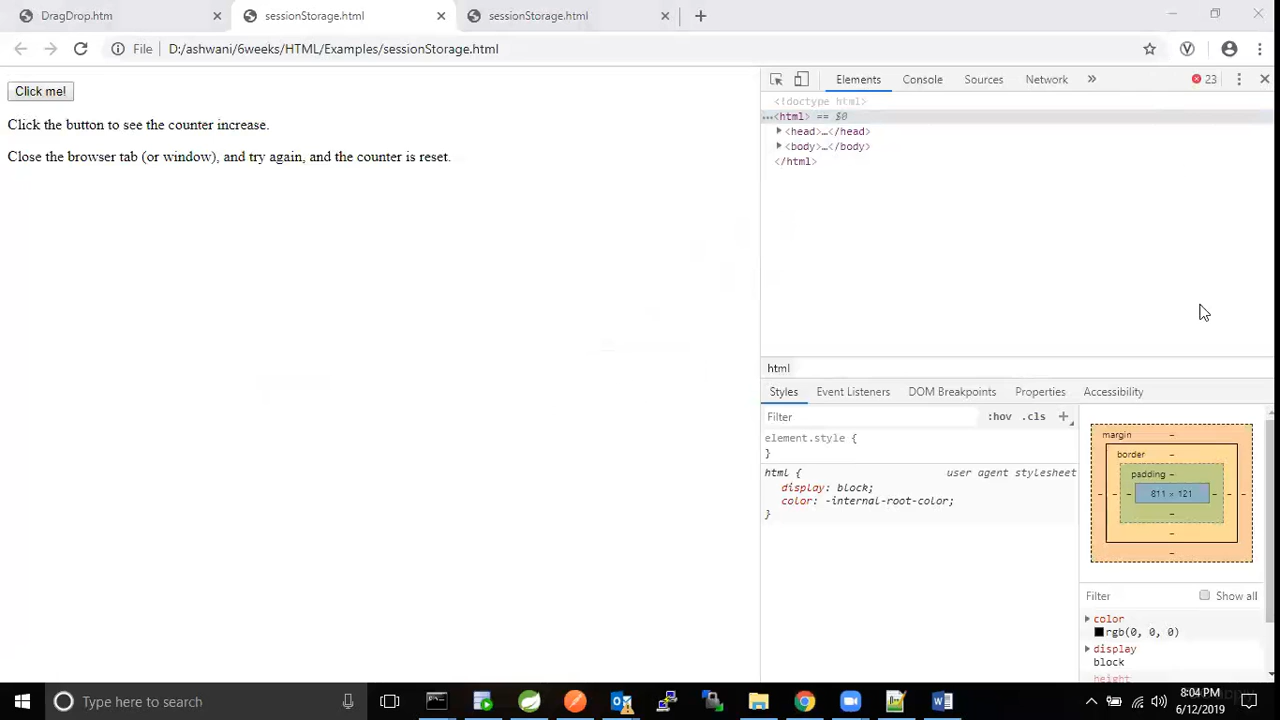 DragDrop.htm
sessionStorage.html
sessionStorage.html
File D:/ashwani/6weeks/HTML/Examples/sessionStorage.html
Click me!
Click the button to see the counter increase.
Close the browser tab (or window), and try again, and the counter is reset.
Elements Console Sources Network » 23
<!doctype html>
…<html> == $0
<head>…</head>
<body>…</body>
</html>
html
Styles Event Listeners DOM Breakpoints Properties Accessibility
Filter :hov .cls +
element.style {
}
html { user agent stylesheet
display: block;
color: -internal-root-color;
}
margin –
border –
padding –
– – – 811 × 121 – – –
–
–
–
Filter Show all
color
rgb(0, 0, 0)
display
block
height
Type here to search
8:04 PM
6/12/2019